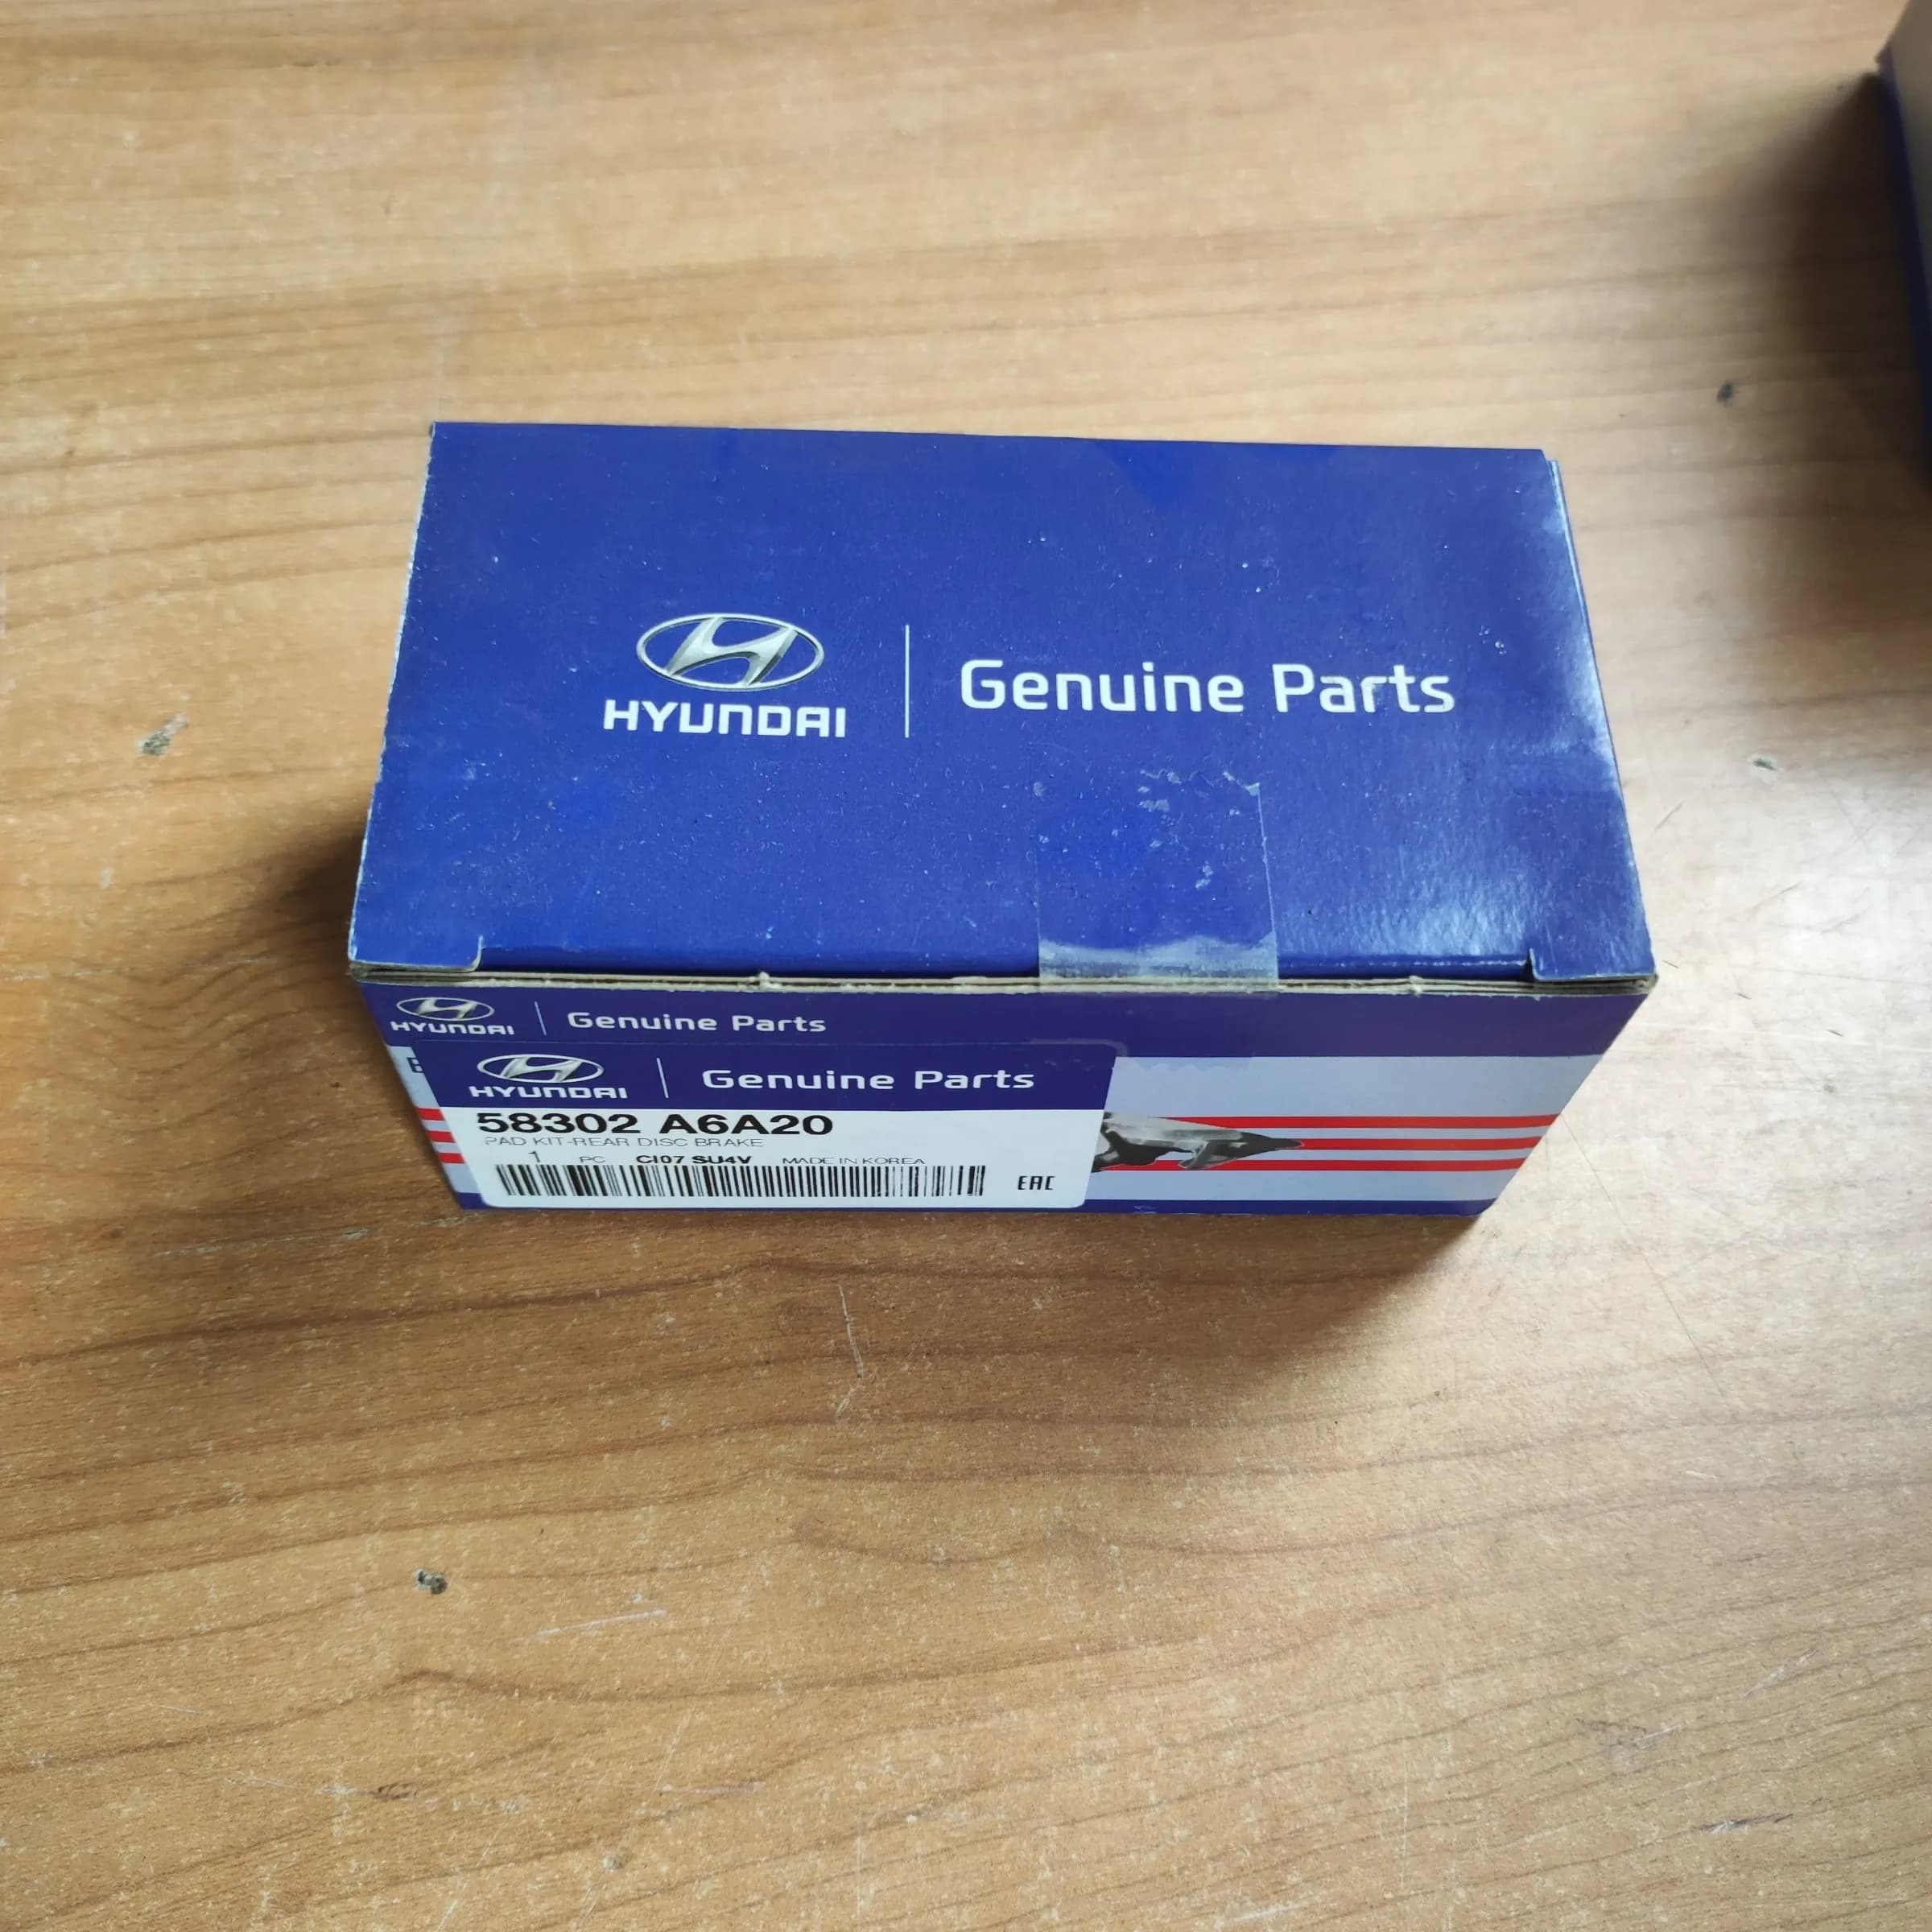 HYUNDAI
Genuine Parts
HYUNDAI
Genuine Parts
HYUNDAI
Genuine Parts
58302 A6A20
PAD KIT-REAR DISC BRAKE
1 PC CI07 SU4V MADE IN KOREA
EAC